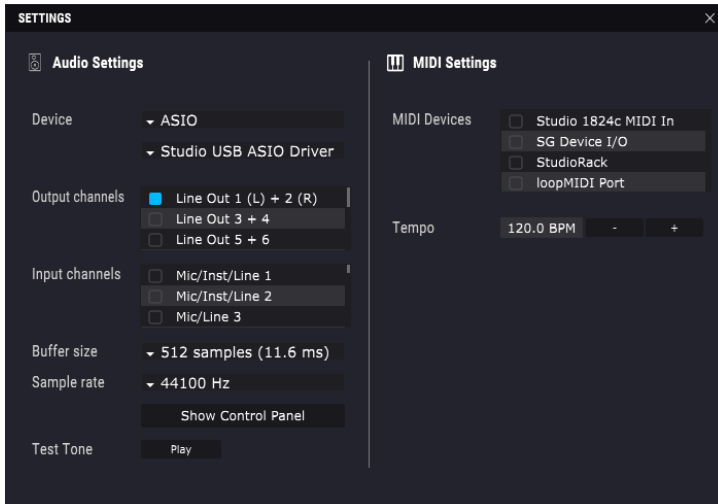 SETTINGS
Audio Settings
Device
ASIO
Studio USB ASIO Driver
Output channels
Line Out 1 (L) + 2 (R)
Line Out 3 + 4
Line Out 5 + 6
Input channels
Mic/Inst/Line 1
Mic/Inst/Line 2
Mic/Line 3
Buffer size
512 samples (11.6 ms)
Sample rate
44100 Hz
Show Control Panel
Test Tone
Play
MIDI Settings
MIDI Devices
Studio 1824c MIDI In
SG Device I/O
StudioRack
loopMIDI Port
Tempo
120.0 BPM - +